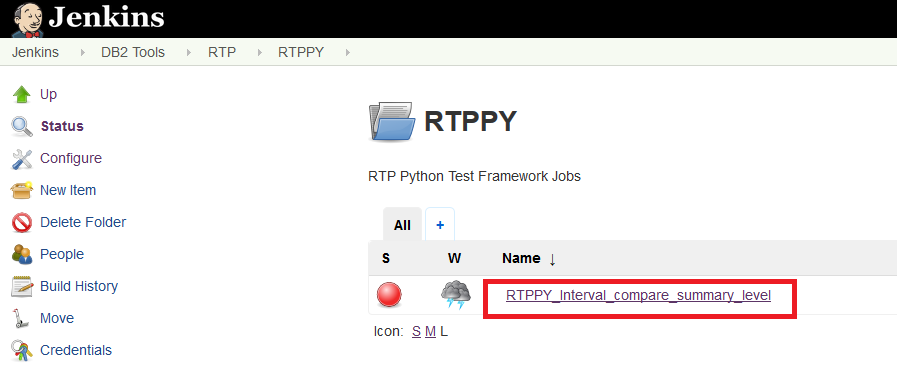 Jenkins
Jenkins DB2 Tools RTP RTPPY
Up
Status
Configure
New Item
Delete Folder
People
Build History
Move
Credentials
RTPPY
RTP Python Test Framework Jobs
All +
S W Name ↓
RTPPY_Interval_compare_summary_level
Icon: S M L